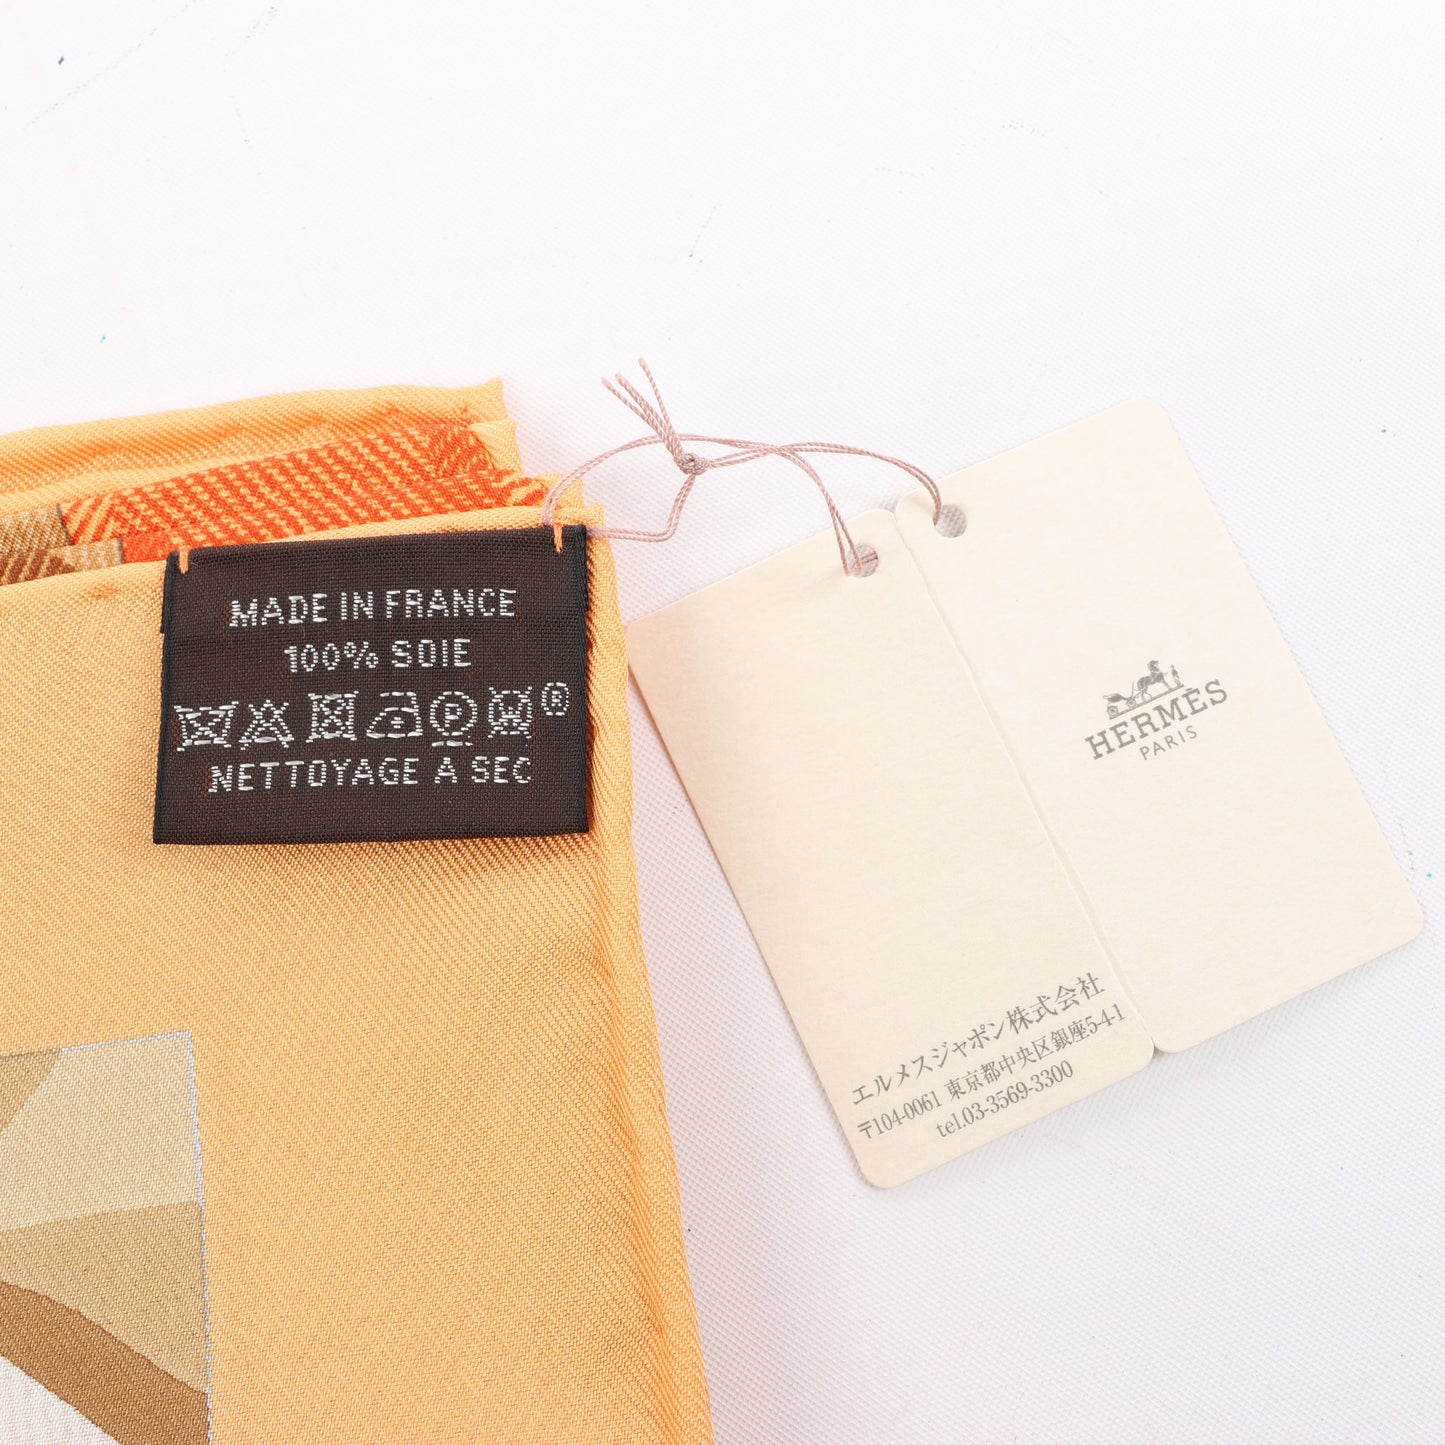 MADE IN FRANCE
100% SOIE
P W ®
NETTOYAGE A SEC
HERMÈS
PARIS
エルメスジャポン株式会社
〒104-0061 東京都中央区銀座5-4-1
tel.03-3569-3300